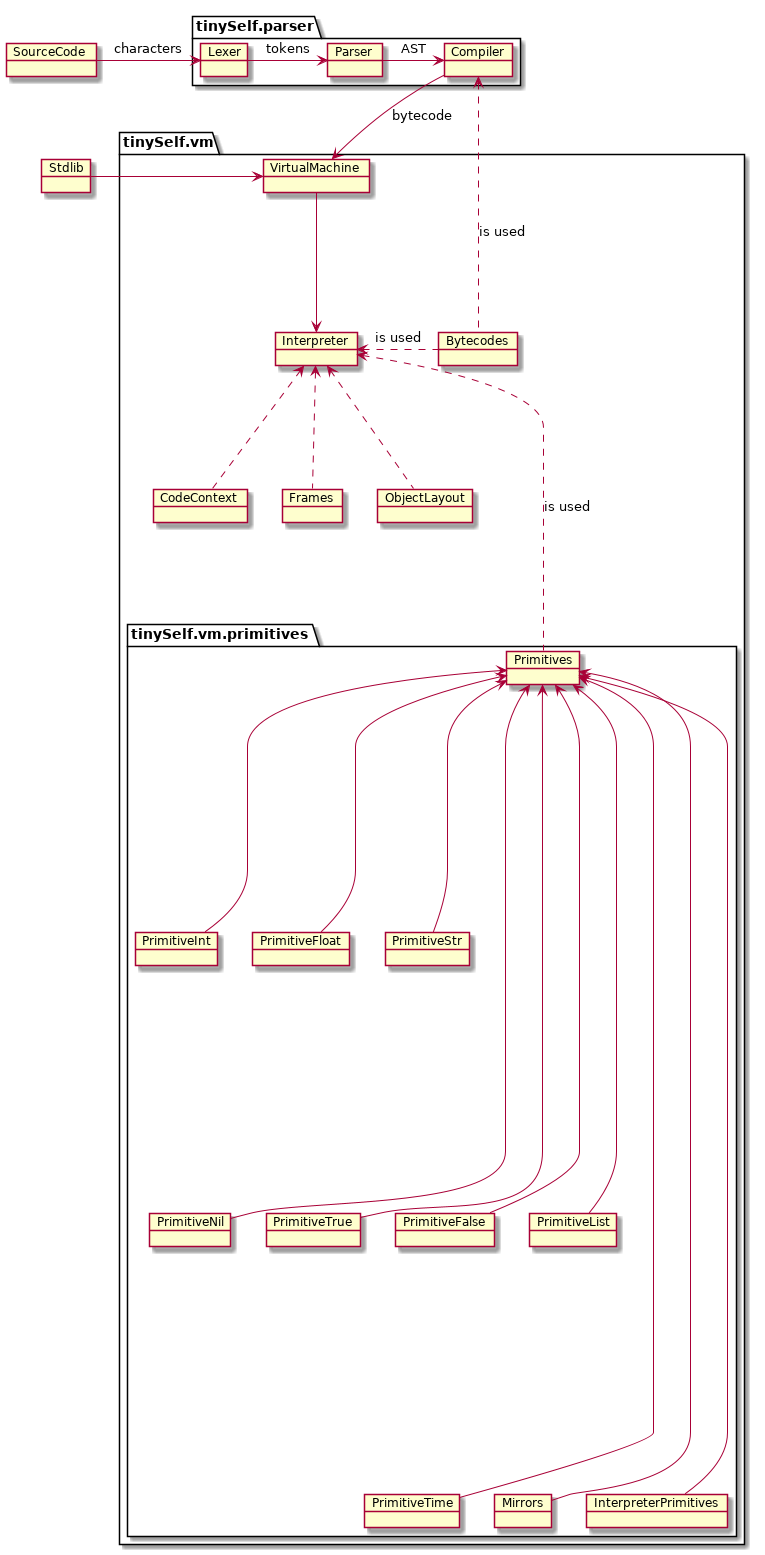 tinySelf.parser
SourceCode
characters
Lexer
tokens
Parser
AST
Compiler
bytecode
tinySelf.vm
Stdlib
VirtualMachine
is used
Interpreter
is used
Bytecodes
CodeContext
Frames
ObjectLayout
is used
tinySelf.vm.primitives
Primitives
PrimitiveInt
PrimitiveFloat
PrimitiveStr
PrimitiveNil
PrimitiveTrue
PrimitiveFalse
PrimitiveList
PrimitiveTime
Mirrors
InterpreterPrimitives